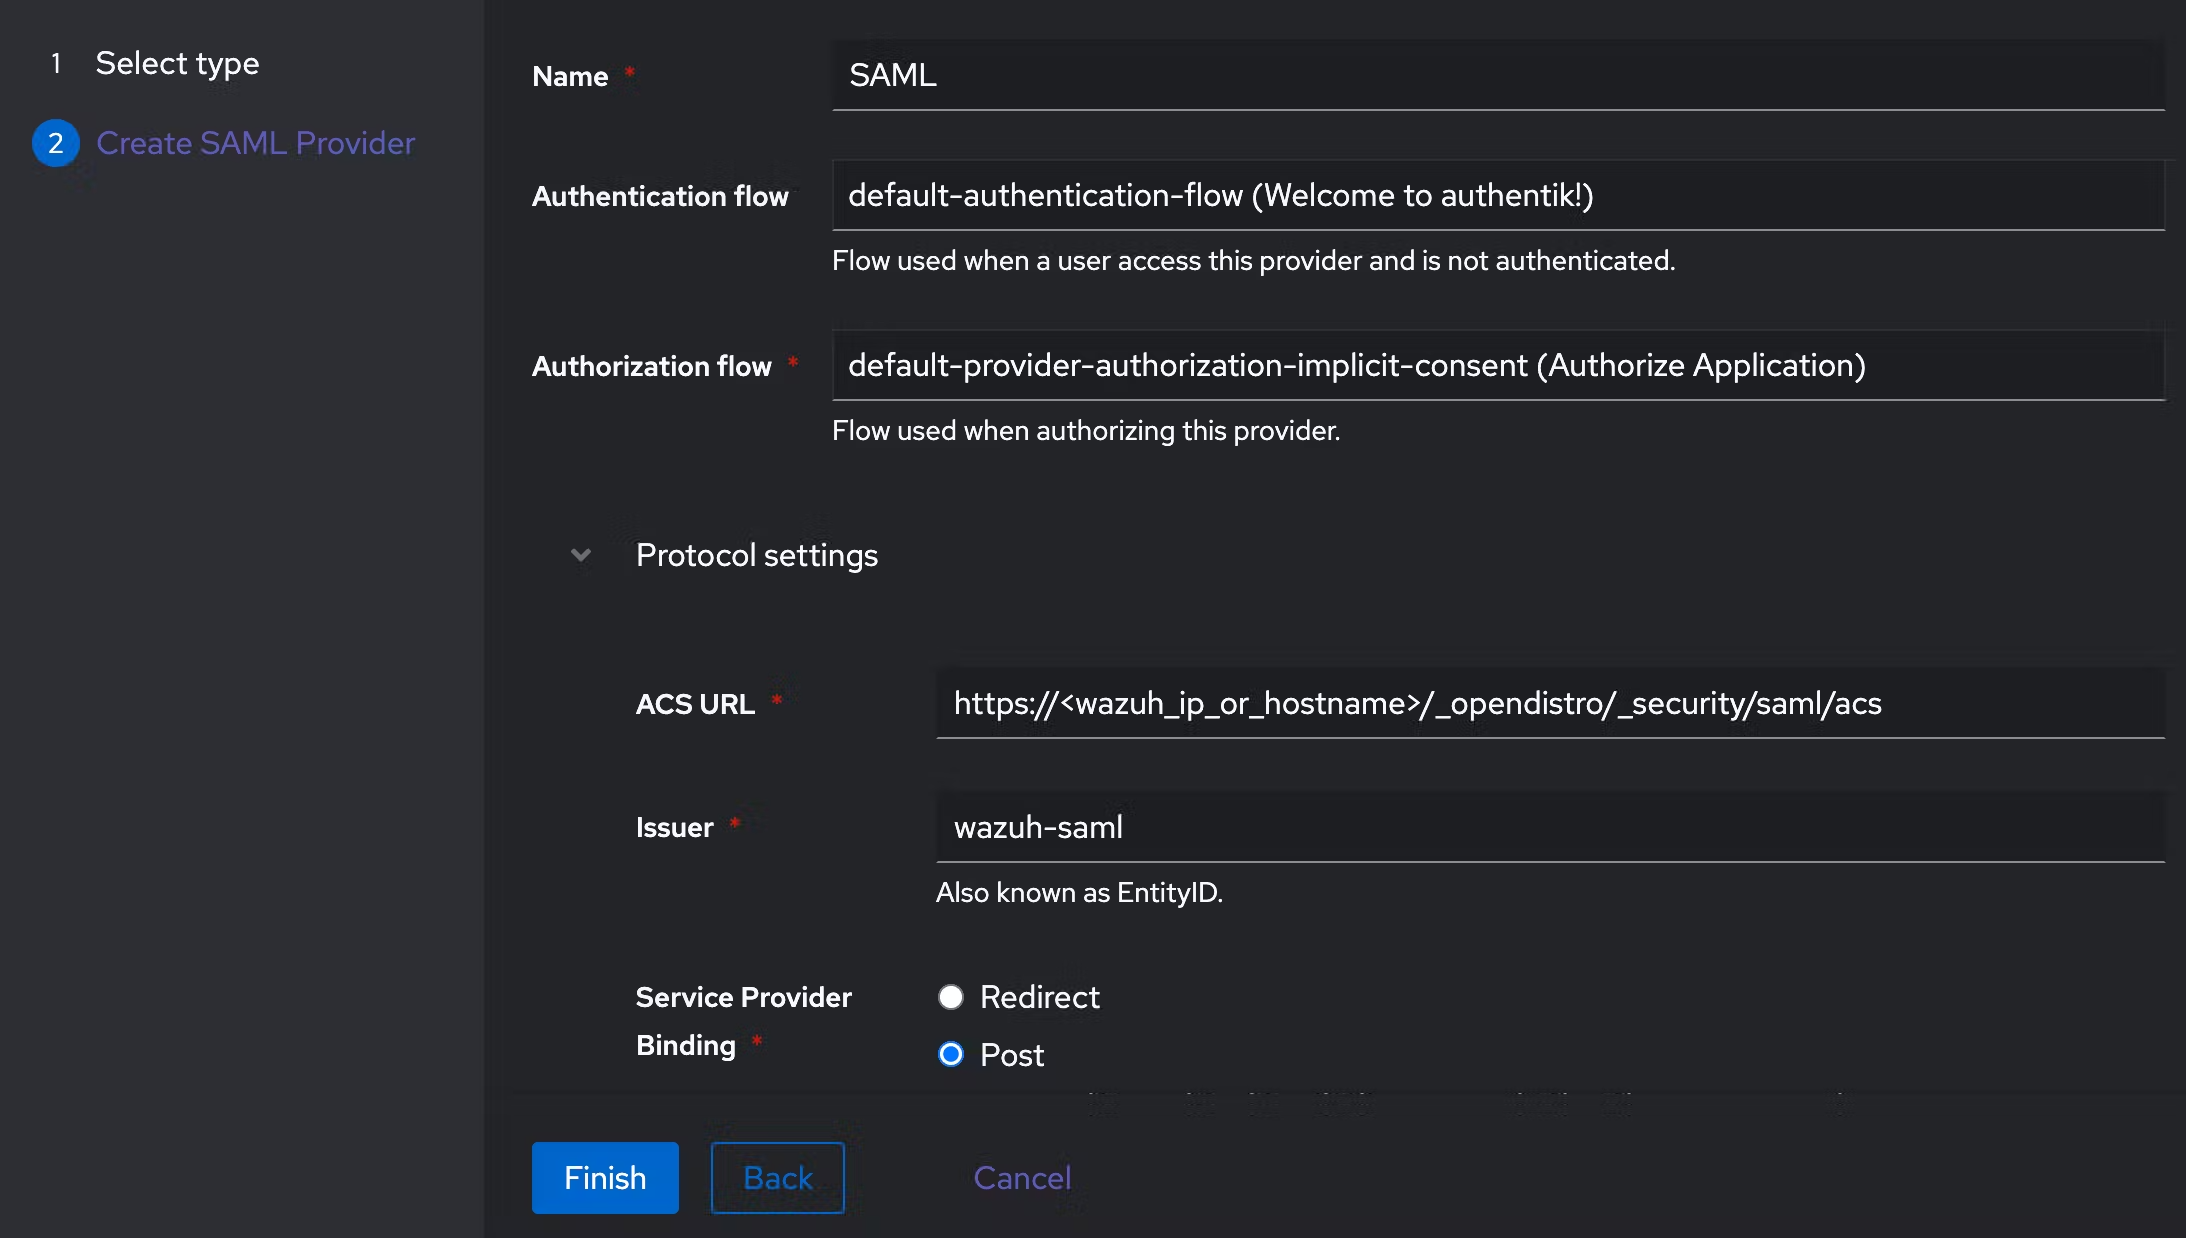 1 Select type
2 Create SAML Provider
Name *
SAML
Authentication flow
default-authentication-flow (Welcome to authentik!)
Flow used when a user access this provider and is not authenticated.
Authorization flow *
default-provider-authorization-implicit-consent (Authorize Application)
Flow used when authorizing this provider.
Protocol settings
ACS URL *
https://<wazuh_ip_or_hostname>/_opendistro/_security/saml/acs
Issuer *
wazuh-saml
Also known as EntityID.
Service Provider
Binding *
Redirect
Post
Finish
Back
Cancel